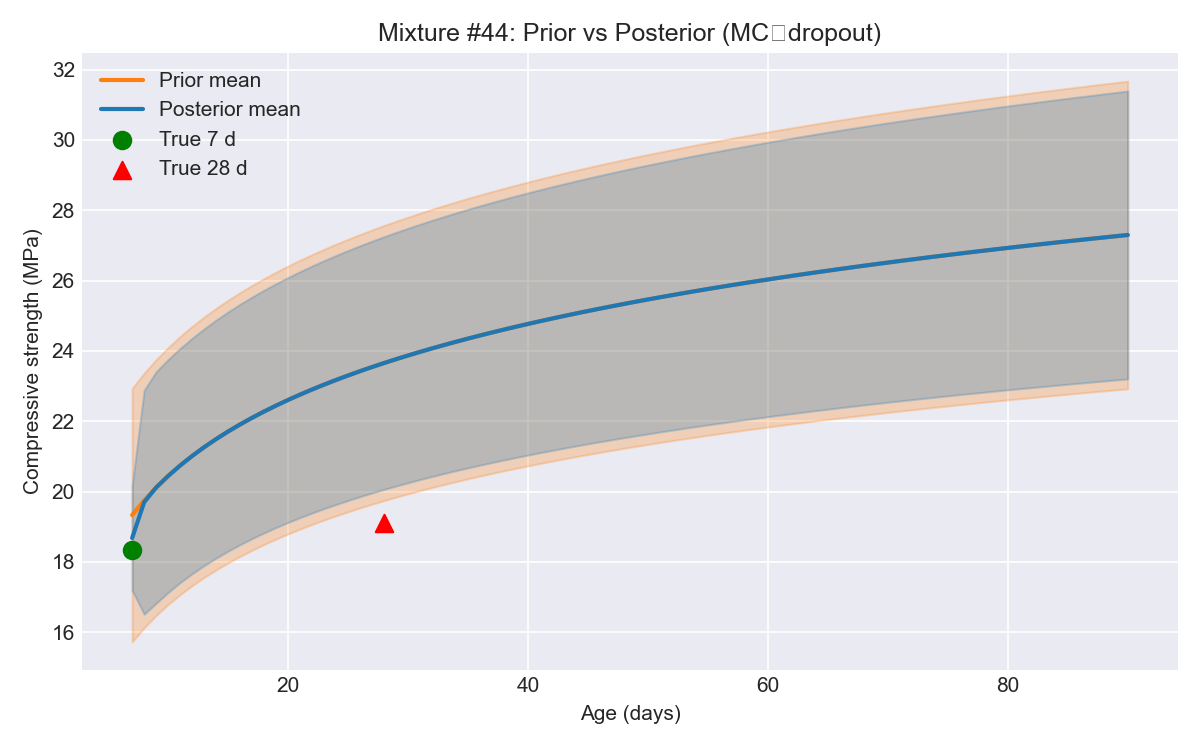 Mixture #44: Prior vs Posterior (MC□dropout)
Prior mean
Posterior mean
True 7 d
True 28 d
Compressive strength (MPa)
32
30
28
26
24
22
20
18
16
20
40
60
80
Age (days)